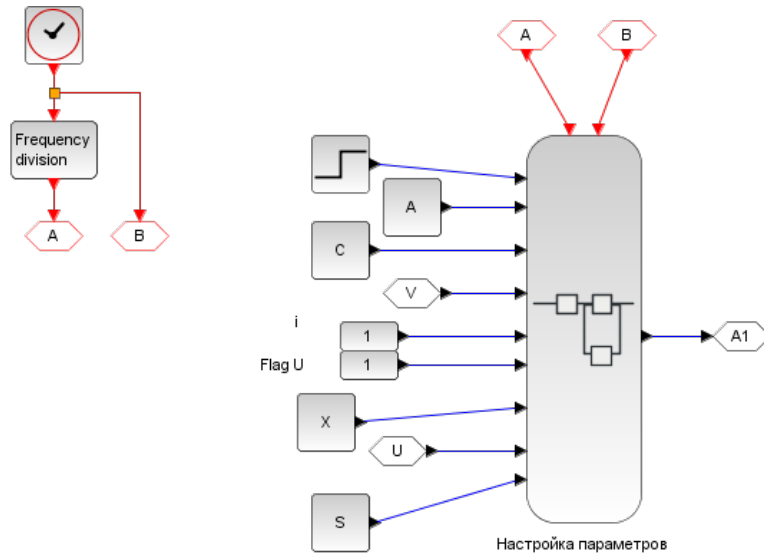 A
B
Frequency
division
A
B
A
C
V
i
1
Flag U
1
A1
X
U
S
Настройка параметров